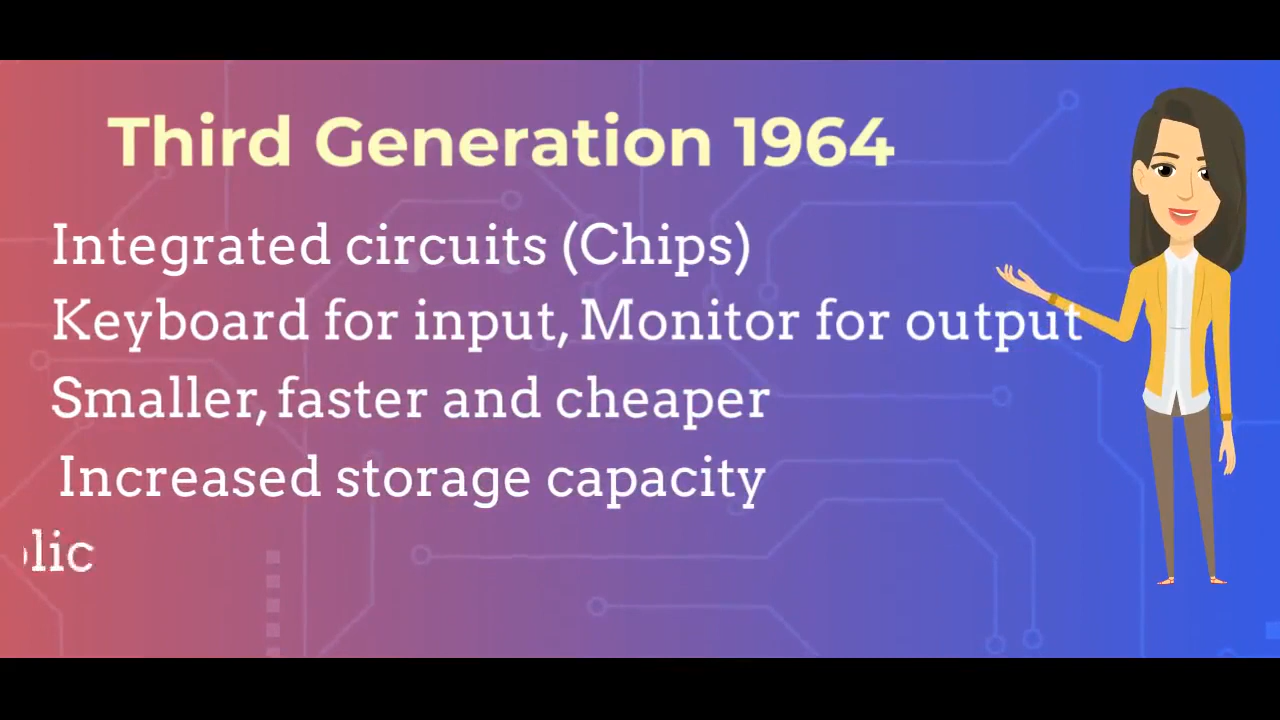 Third Generation 1964
Integrated circuits (Chips)
Keyboard for input, Monitor for output
Smaller, faster and cheaper
Increased storage capacity